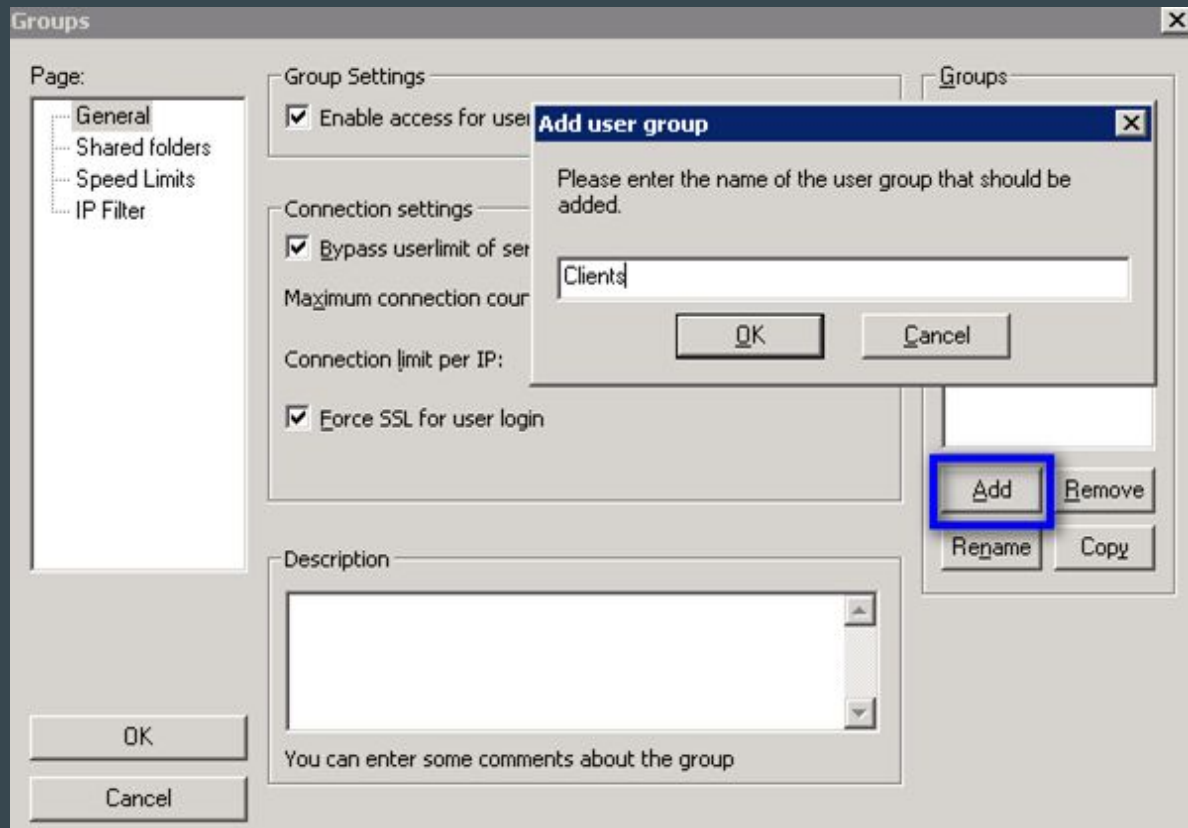 Groups
Page:
General
Shared folders
Speed Limits
IP Filter
OK
Cancel
Group Settings
Enable access for user
Connection settings
Bypass userlimit of ser
Maximum connection cour
Connection limit per IP:
Force SSL for user login
Description
You can enter some comments about the group
Add user group
Please enter the name of the user group that should be
added.
Clients
OK
Cancel
Groups
Add
Remove
Rename
Copy